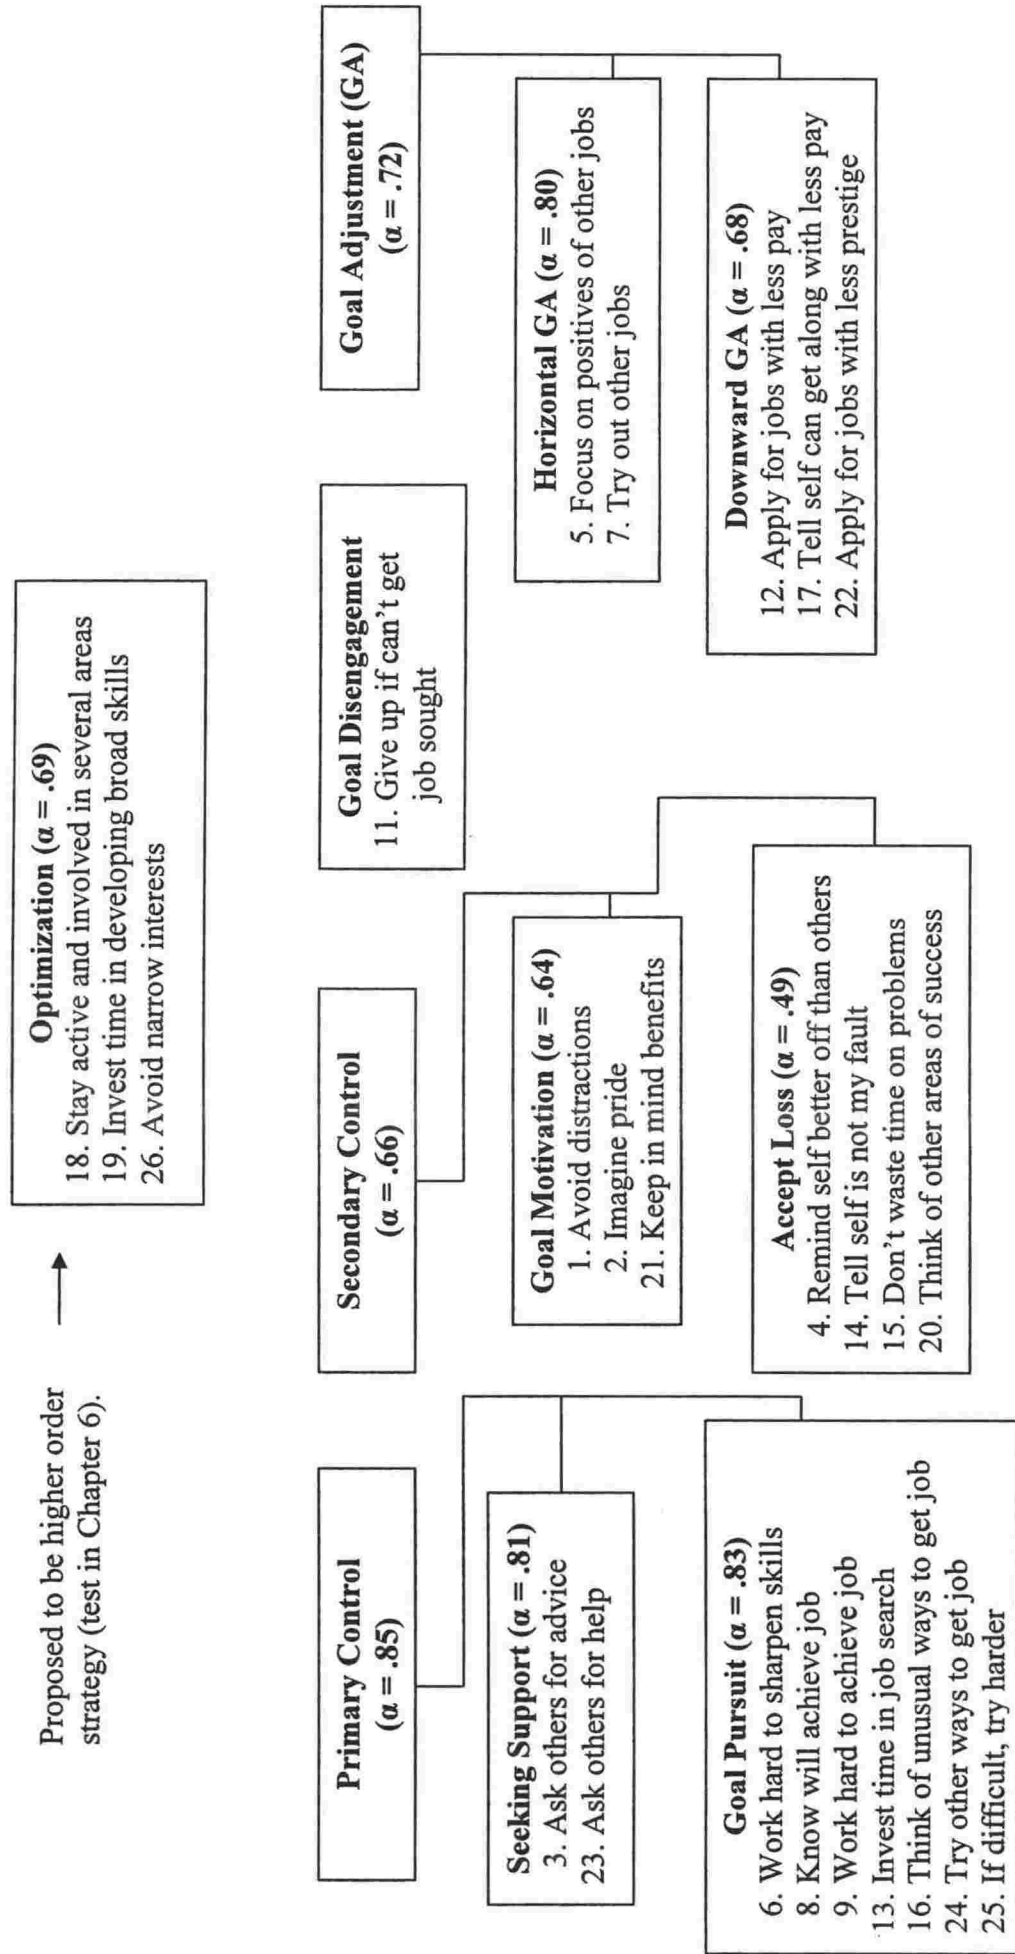 Proposed to be higher order
strategy (test in Chapter 6).
Optimization (α = .69)
18. Stay active and involved in several areas
19. Invest time in developing broad skills
26. Avoid narrow interests
Primary Control
(α = .85)
Seeking Support (α = .81)
3. Ask others for advice
23. Ask others for help
Goal Pursuit (α = .83)
6. Work hard to sharpen skills
8. Know will achieve job
9. Work hard to achieve job
13. Invest time in job search
16. Think of unusual ways to get job
24. Try other ways to get job
25. If difficult, try harder
Secondary Control
(α = .66)
Goal Motivation (α = .64)
1. Avoid distractions
2. Imagine pride
21. Keep in mind benefits
Accept Loss (α = .49)
4. Remind self better off than others
14. Tell self is not my fault
15. Don't waste time on problems
20. Think of other areas of success
Goal Disengagement
11. Give up if can't get
job sought
Goal Adjustment (GA)
(α = .72)
Horizontal GA (α = .80)
5. Focus on positives of other jobs
7. Try out other jobs
Downward GA (α = .68)
12. Apply for jobs with less pay
17. Tell self can get along with less pay
22. Apply for jobs with less prestige